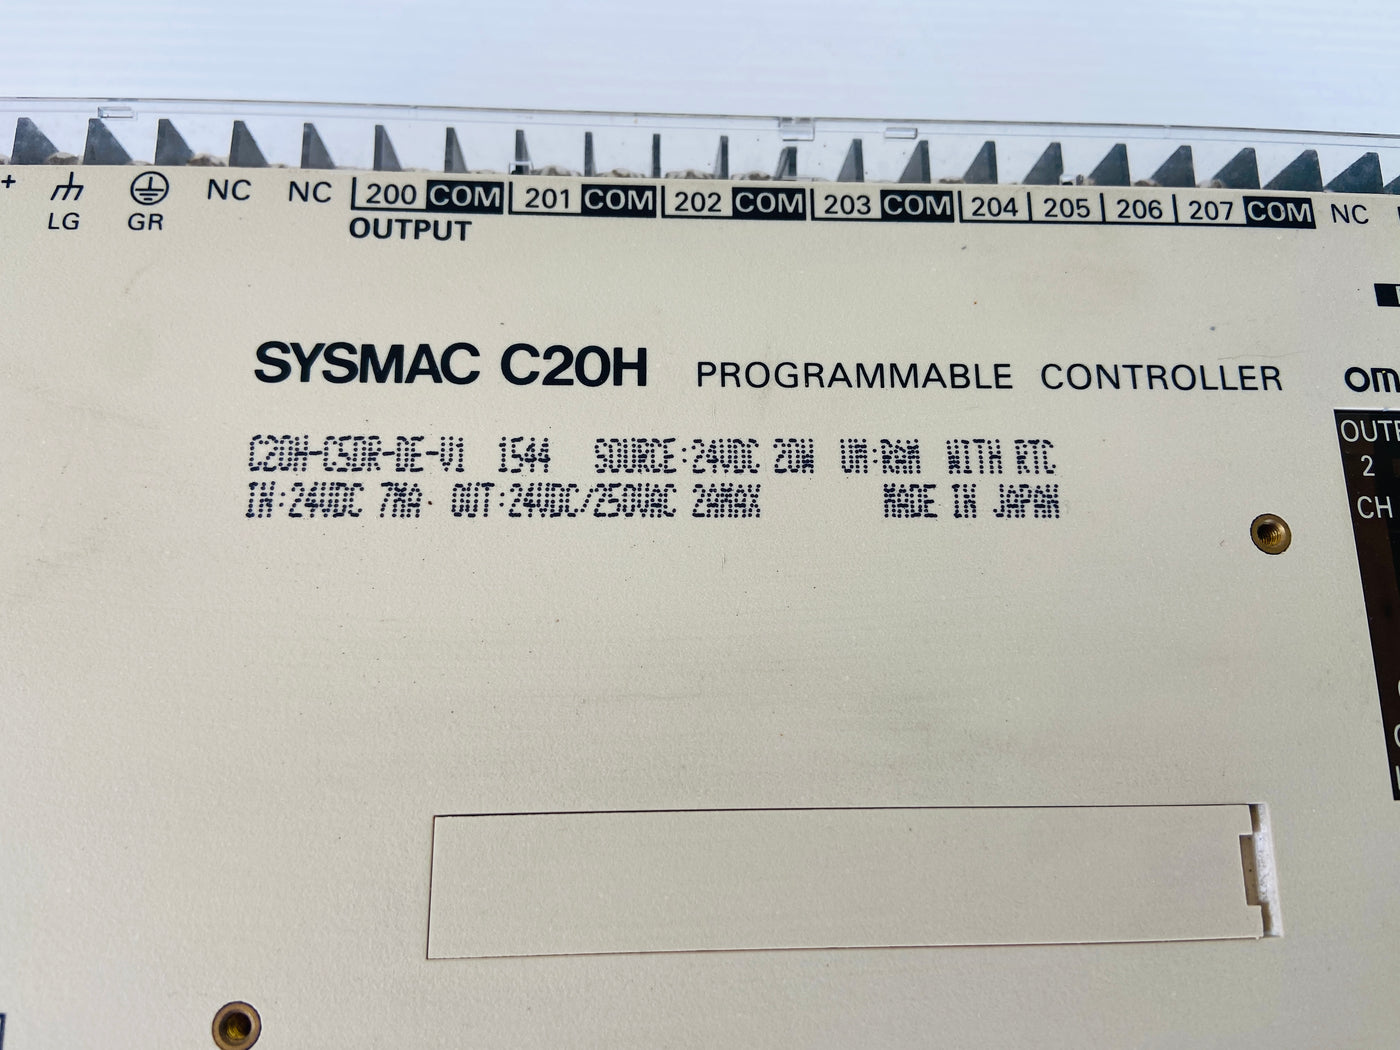 + LG GR NC NC 200 COM 201 COM 202 COM 203 COM 204 205 206 207 COM NC
OUTPUT
SYSMAC C20H PROGRAMMABLE CONTROLLER
C20H-C5DR-DE-V1 1544 SOURCE:24VDC 20W UM:RAM WITH RTC
IN:24VDC 7MA OUT:24VDC/250VAC 2AMAX MADE IN JAPAN
om
OUTP
2
CH